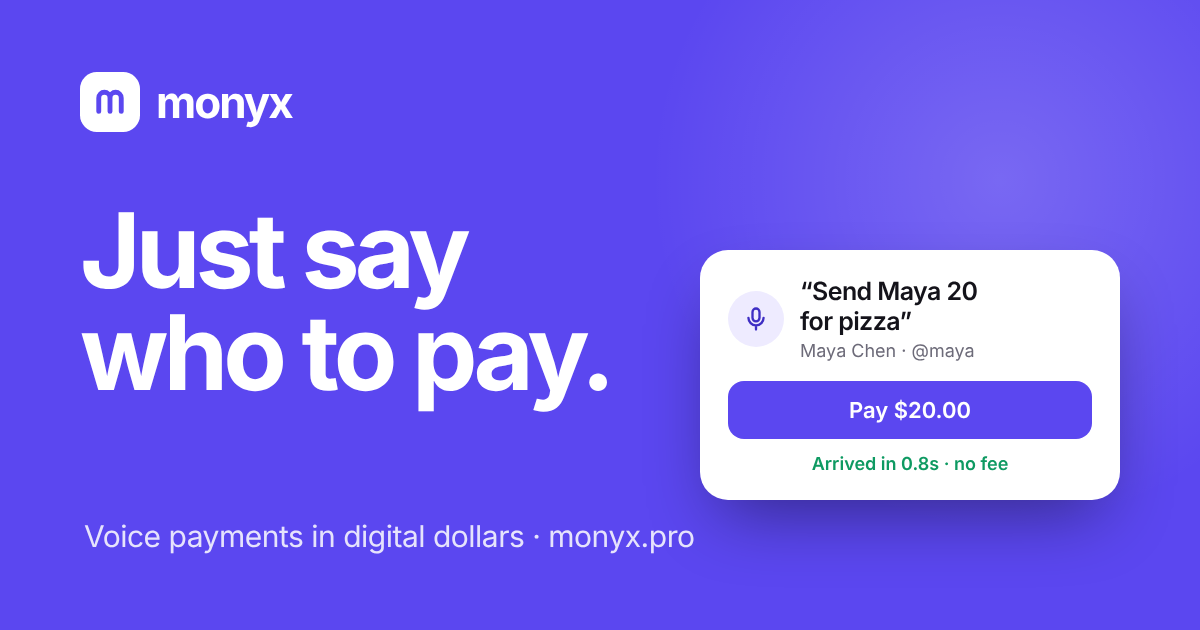 monyx
Just say
who to pay.
“Send Maya 20
for pizza”
Maya Chen · @maya
Pay $20.00
Arrived in 0.8s · no fee
Voice payments in digital dollars · monyx.pro